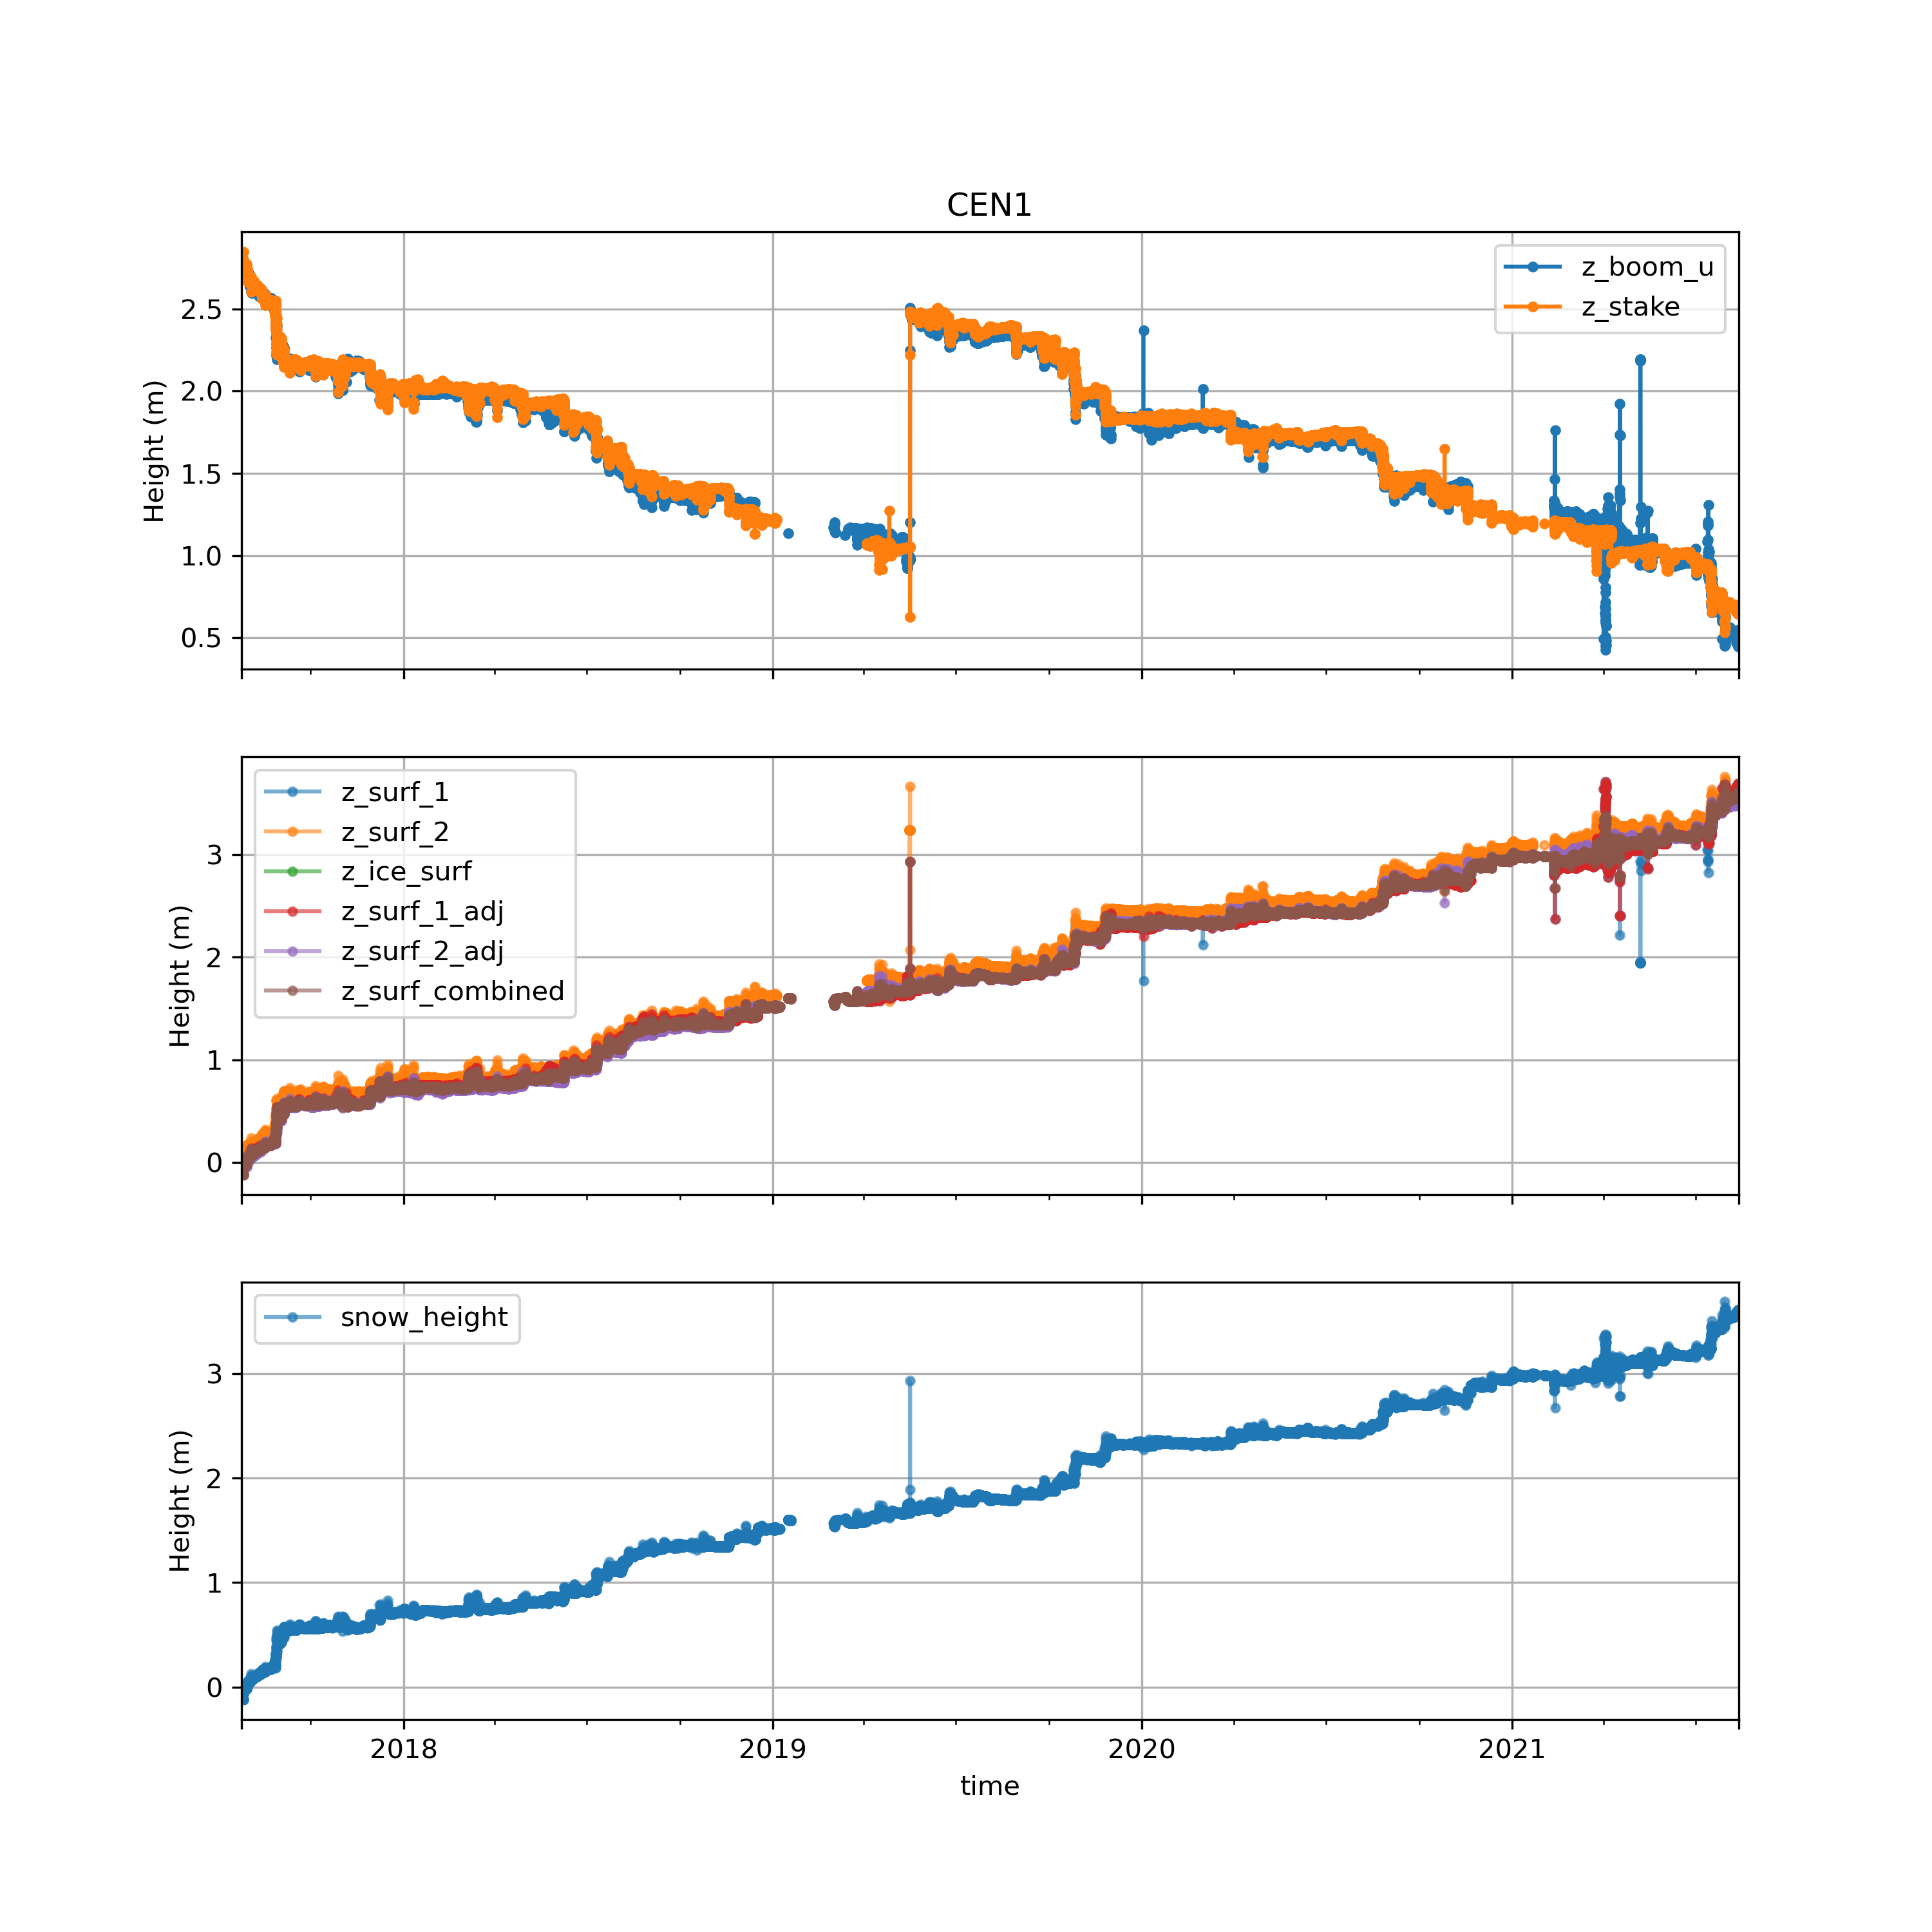 CEN1
Height (m)
2.5
2.0
1.5
1.0
0.5
z_boom_u
z_stake
Height (m)
3
2
1
0
z_surf_1
z_surf_2
z_ice_surf
z_surf_1_adj
z_surf_2_adj
z_surf_combined
Height (m)
3
2
1
0
snow_height
2018 2019 2020 2021
time